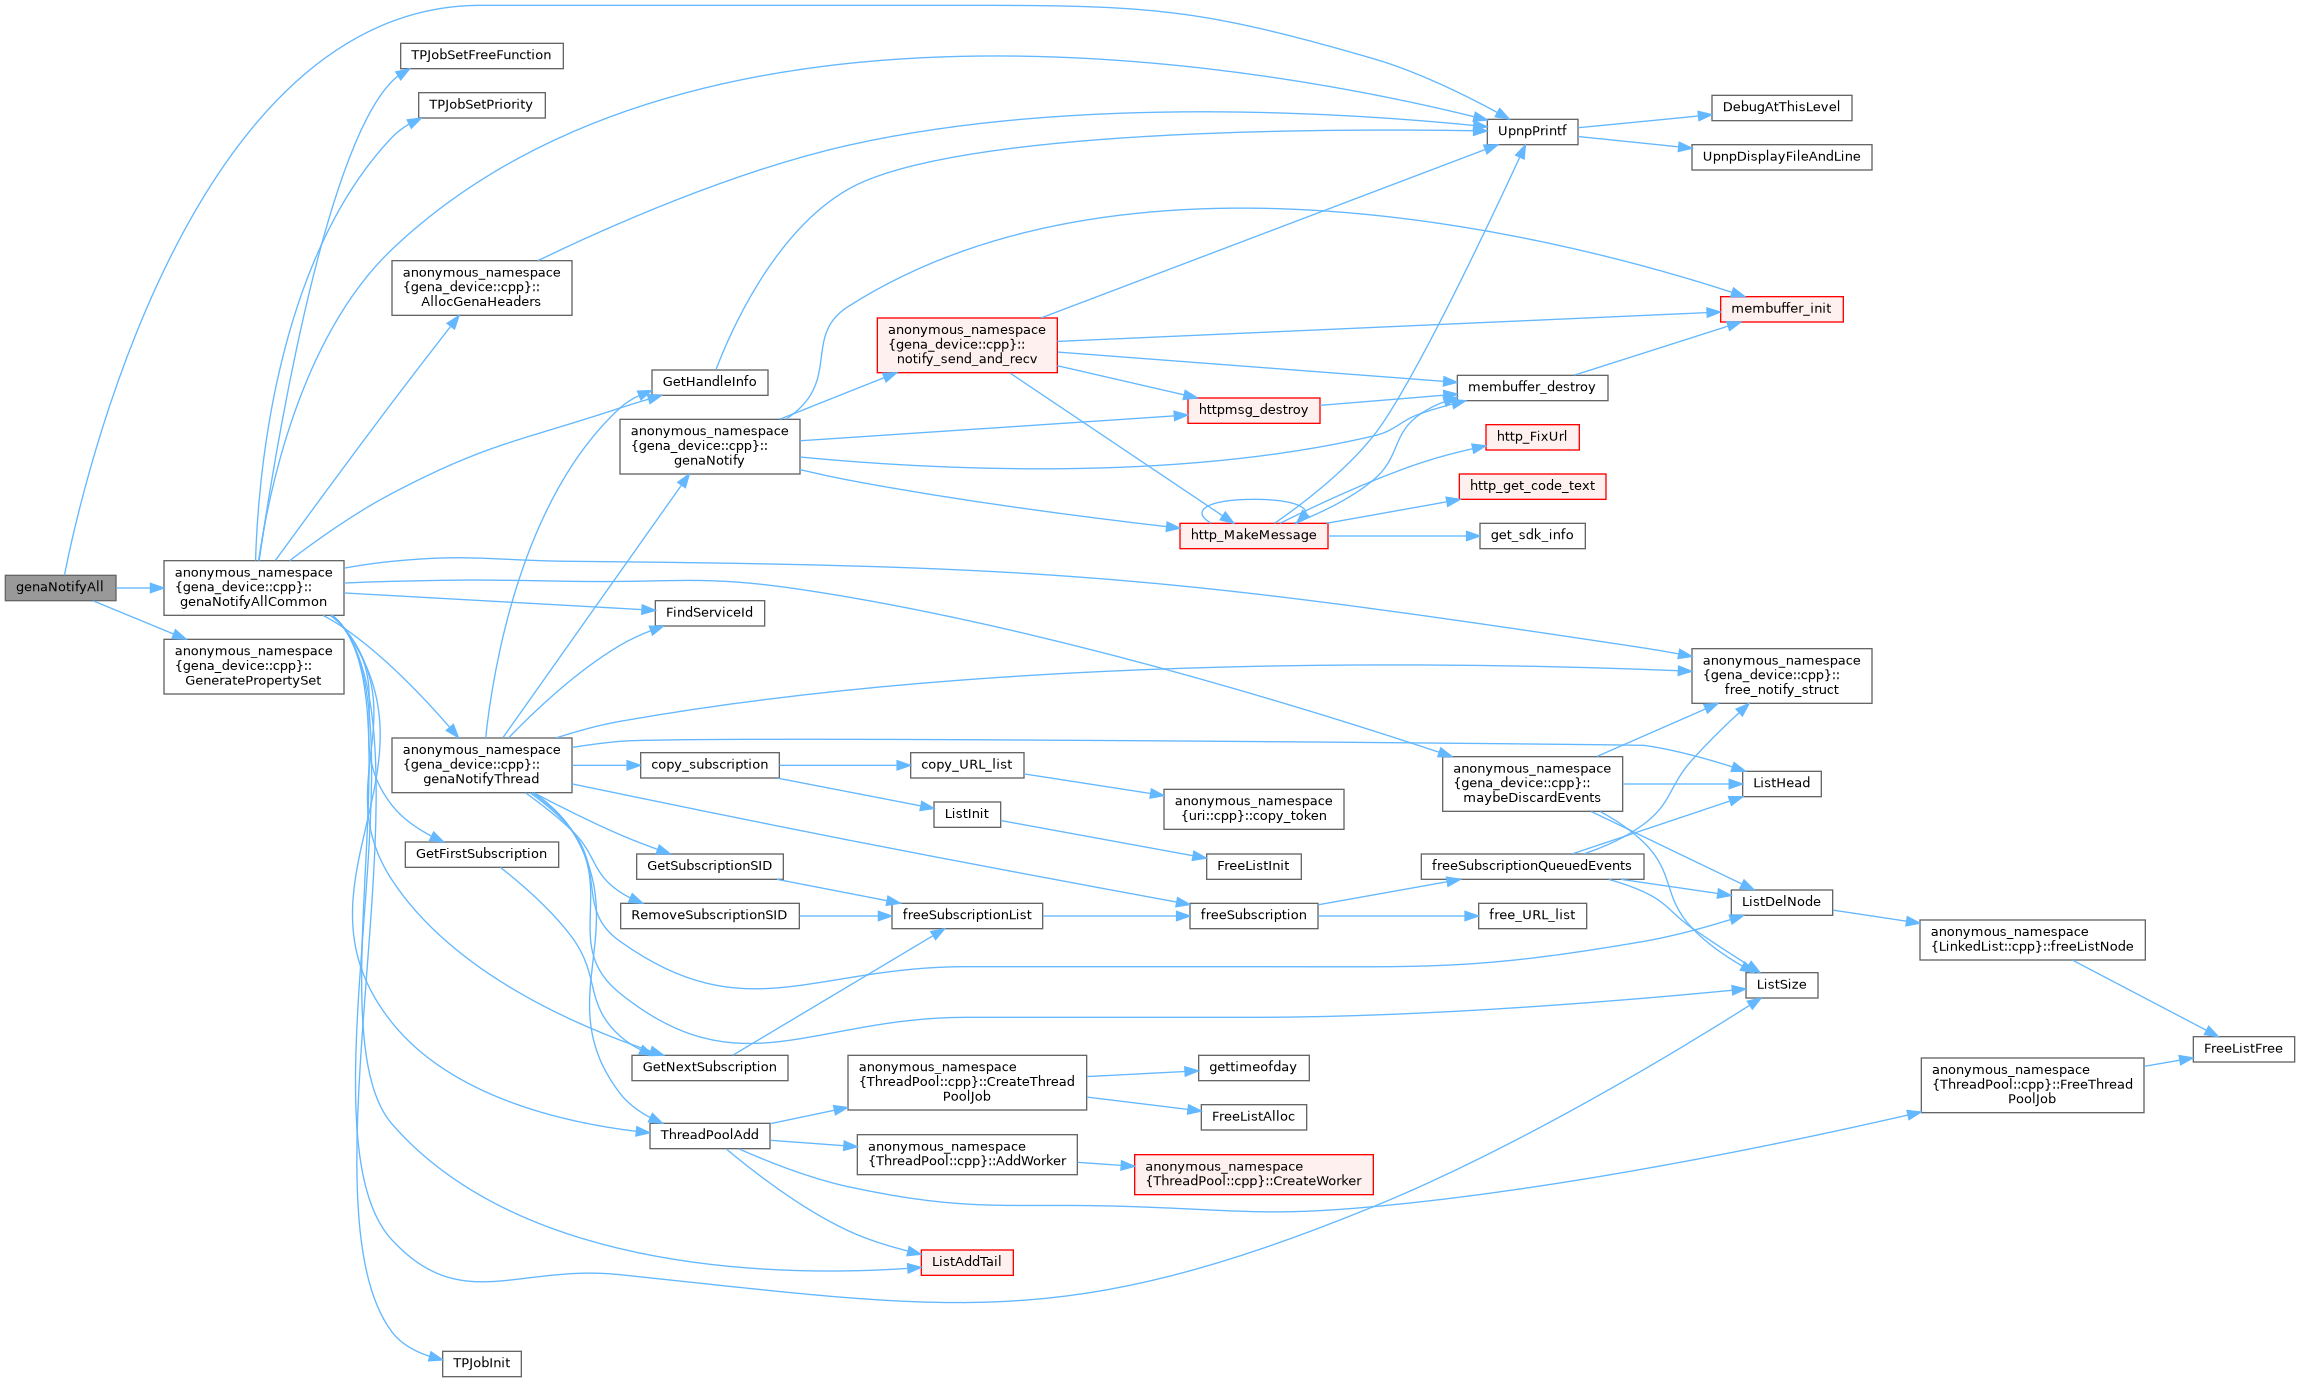 genaNotifyAll
anonymous_namespace
{gena_device::cpp}::
genaNotifyAllCommon
anonymous_namespace
{gena_device::cpp}::
GeneratePropertySet
TPJobSetFreeFunction
TPJobSetPriority
anonymous_namespace
{gena_device::cpp}::
AllocGenaHeaders
anonymous_namespace
{gena_device::cpp}::
genaNotifyThread
GetFirstSubscription
TPJobInit
GetHandleInfo
anonymous_namespace
{gena_device::cpp}::
genaNotify
FindServiceId
copy_subscription
GetSubscriptionSID
RemoveSubscriptionSID
GetNextSubscription
ThreadPoolAdd
anonymous_namespace
{gena_device::cpp}::
notify_send_and_recv
copy_URL_list
ListInit
freeSubscriptionList
anonymous_namespace
{ThreadPool::cpp}::CreateThread
PoolJob
anonymous_namespace
{ThreadPool::cpp}::AddWorker
ListAddTail
httpmsg_destroy
http_MakeMessage
anonymous_namespace
{uri::cpp}::copy_token
FreeListInit
freeSubscription
gettimeofday
FreeListAlloc
anonymous_namespace
{ThreadPool::cpp}::CreateWorker
UpnpPrintf
membuffer_destroy
http_FixUrl
http_get_code_text
get_sdk_info
anonymous_namespace
{gena_device::cpp}::
maybeDiscardEvents
freeSubscriptionQueuedEvents
free_URL_list
DebugAtThisLevel
UpnpDisplayFileAndLine
membuffer_init
anonymous_namespace
{gena_device::cpp}::
free_notify_struct
ListHead
ListDelNode
ListSize
anonymous_namespace
{LinkedList::cpp}::freeListNode
anonymous_namespace
{ThreadPool::cpp}::FreeThread
PoolJob
FreeListFree